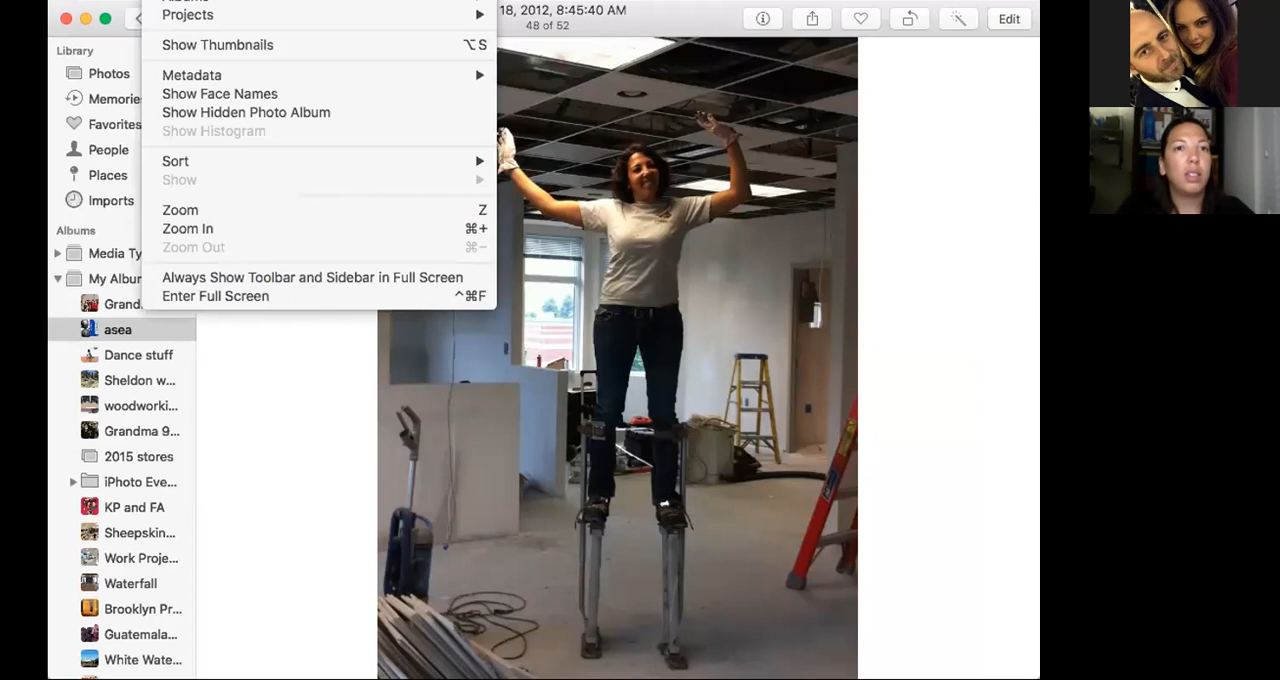 18, 2012, 8:45:40 AM
48 of 52
Edit
Library
Photos
Memorie
Favorites
People
Places
Imports
Albums
Media Ty
My Album
Grand
asea
Dance stuff
Sheldon w...
woodworki...
Grandma 9...
2015 stores
iPhoto Eve...
KP and FA
Sheepskin...
Work Proje...
Waterfall
Brooklyn Pr...
Guatemala...
White Wate...
Projects
Show Thumbnails ⌥S
Metadata
Show Face Names
Show Hidden Photo Album
Show Histogram
Sort
Show
Zoom Z
Zoom In ⌘+
Zoom Out ⌘−
Always Show Toolbar and Sidebar in Full Screen
Enter Full Screen ^⌘F